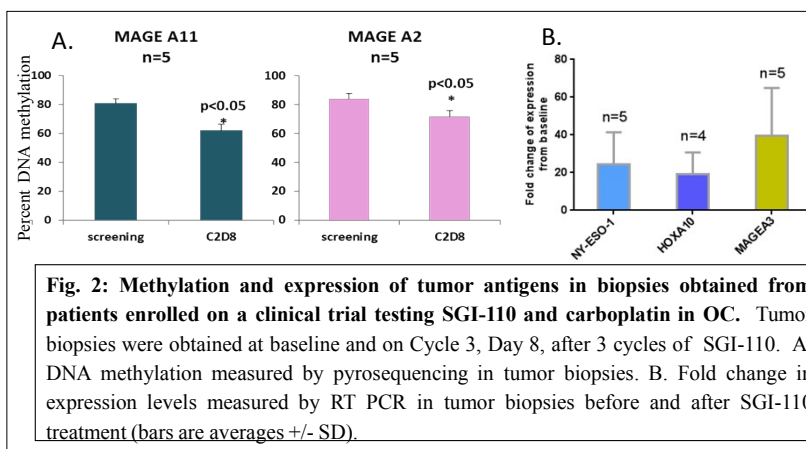 A.
MAGE A11
n=5
Percent DNA methylation
100
80
60
40
20
0
p<0.05
*
screening
C2D8
MAGE A2
n=5
100
80
60
40
20
0
p<0.05
*
screening
C2D8
B.
Fold change of expression
from baseline
80
60
40
20
0
n=5
n=4
n=5
NY-ESO-1
HOXA10
MAGEA3
Fig. 2: Methylation and expression of tumor antigens in biopsies obtained from
patients enrolled on a clinical trial testing SGI-110 and carboplatin in OC. Tumor
biopsies were obtained at baseline and on Cycle 3, Day 8, after 3 cycles of SGI-110. A.
DNA methylation measured by pyrosequencing in tumor biopsies. B. Fold change in
expression levels measured by RT PCR in tumor biopsies before and after SGI-110
treatment (bars are averages +/- SD).